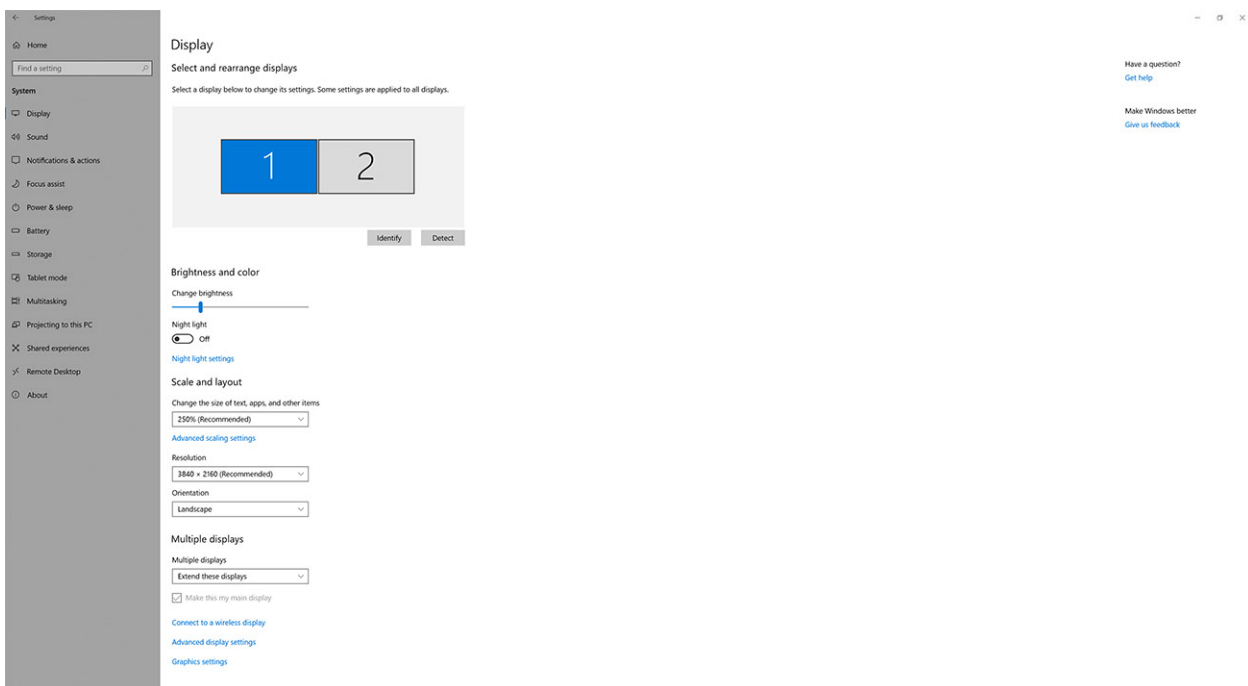 Settings
Home
Find a setting
System
Display
Sound
Notifications & actions
Focus assist
Power & sleep
Battery
Storage
Tablet mode
Multitasking
Projecting to this PC
Shared experiences
Remote Desktop
About
Display
Select and rearrange displays
Select a display below to change its settings. Some settings are applied to all displays.
1 2
Identify Detect
Brightness and color
Change brightness
Night light
Off
Night light settings
Scale and layout
Change the size of text, apps, and other items
250% (Recommended)
Advanced scaling settings
Resolution
3840 × 2160 (Recommended)
Orientation
Landscape
Multiple displays
Multiple displays
Extend these displays
Make this my main display
Connect to a wireless display
Advanced display settings
Graphics settings
Have a question?
Get help
Make Windows better
Give us feedback